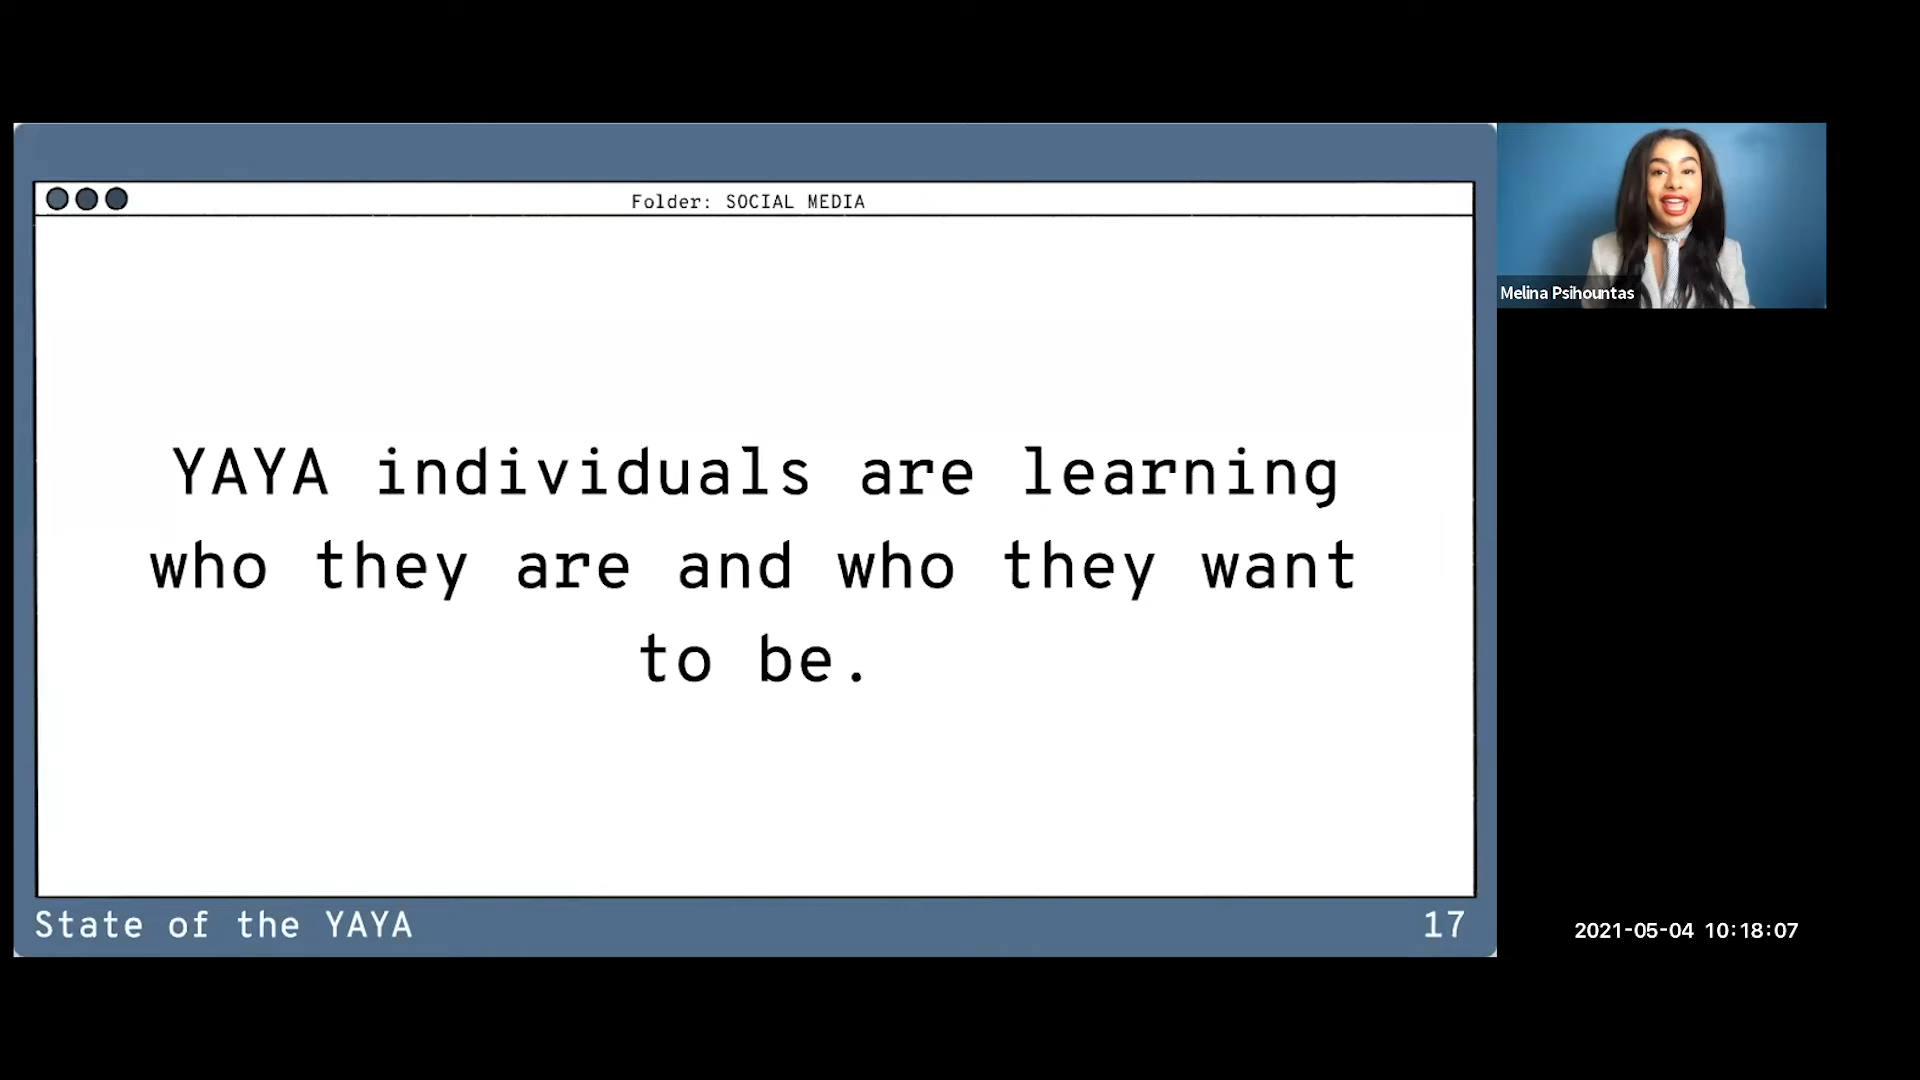 Folder: SOCIAL MEDIA
YAYA individuals are learning
who they are and who they want
to be.
State of the YAYA
17
Melina Psihountas
2021-05-04 10:18:07